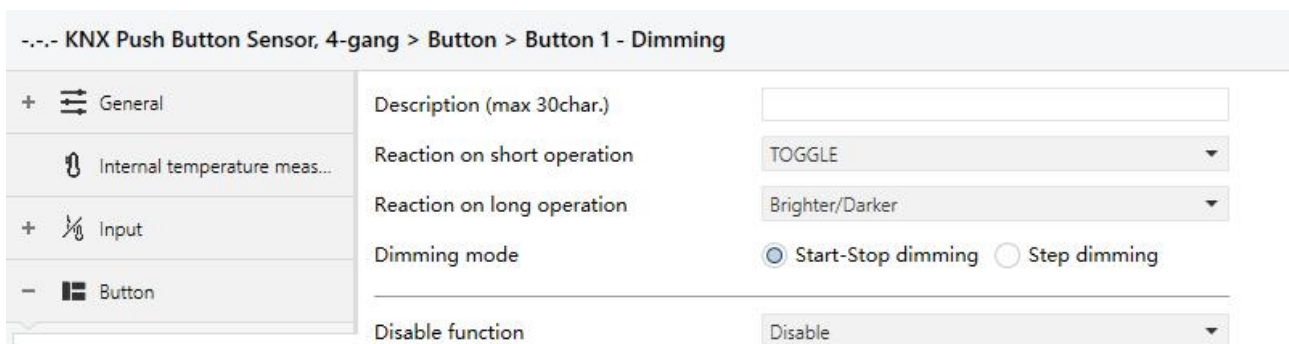 -.-.- KNX Push Button Sensor, 4-gang > Button > Button 1 - Dimming
General
Internal temperature meas...
Input
Button
Description (max 30char.)
Reaction on short operation TOGGLE
Reaction on long operation Brighter/Darker
Dimming mode Start-Stop dimming Step dimming
Disable function Disable